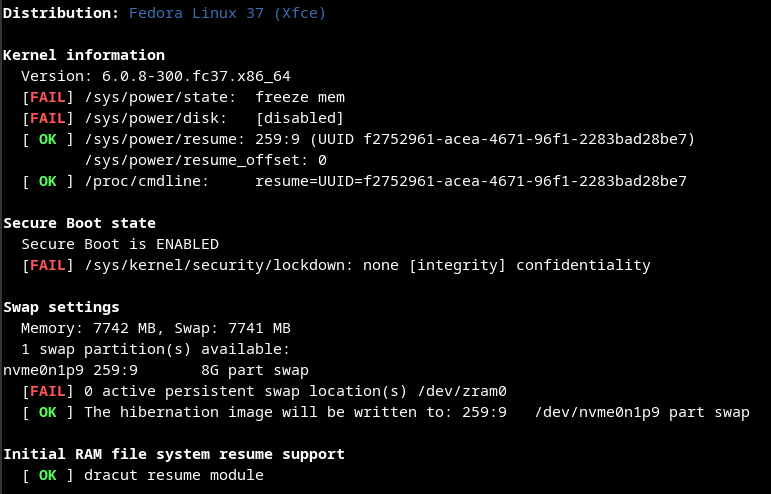 Distribution: Fedora Linux 37 (Xfce)

Kernel information
  Version: 6.0.8-300.fc37.x86_64
  [FAIL] /sys/power/state:  freeze mem
  [FAIL] /sys/power/disk:   [disabled]
  [ OK ] /sys/power/resume: 259:9 (UUID f2752961-acea-4671-96f1-2283bad28be7)
         /sys/power/resume_offset: 0
  [ OK ] /proc/cmdline:     resume=UUID=f2752961-acea-4671-96f1-2283bad28be7

Secure Boot state
  Secure Boot is ENABLED
  [FAIL] /sys/kernel/security/lockdown: none [integrity] confidentiality

Swap settings
  Memory: 7742 MB, Swap: 7741 MB
  1 swap partition(s) available:
nvme0n1p9 259:9       8G part swap
  [FAIL] 0 active persistent swap location(s) /dev/zram0
  [ OK ] The hibernation image will be written to: 259:9   /dev/nvme0n1p9 part swap

Initial RAM file system resume support
  [ OK ] dracut resume module